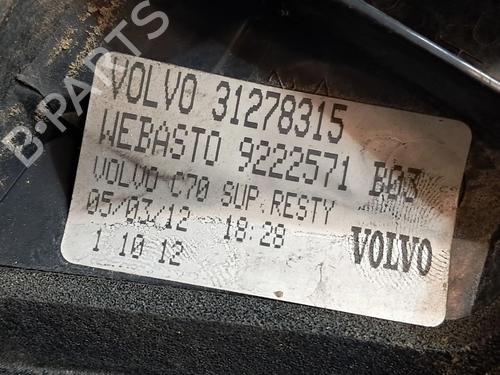 B-PARTS
VOLVO 31278315
WEBASTO 9222571 B03
VOLVO C70 SUP RESTY
05/03/12 18:28
1 10 12 VOLVO